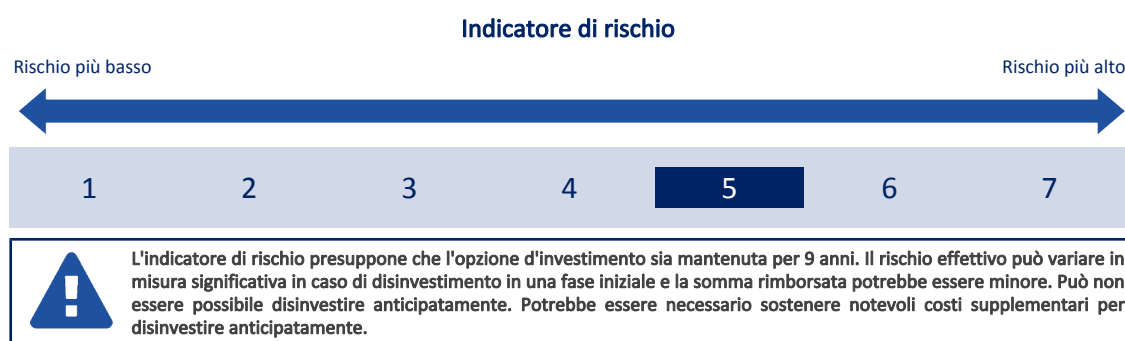 Indicatore di rischio
Rischio più basso
Rischio più alto
1 2 3 4 5 6 7
L'indicatore di rischio presuppone che l'opzione d'investimento sia mantenuta per 9 anni. Il rischio effettivo può variare in
misura significativa in caso di disinvestimento in una fase iniziale e la somma rimborsata potrebbe essere minore. Può non
essere possibile disinvestire anticipatamente. Potrebbe essere necessario sostenere notevoli costi supplementari per
disinvestire anticipatamente.